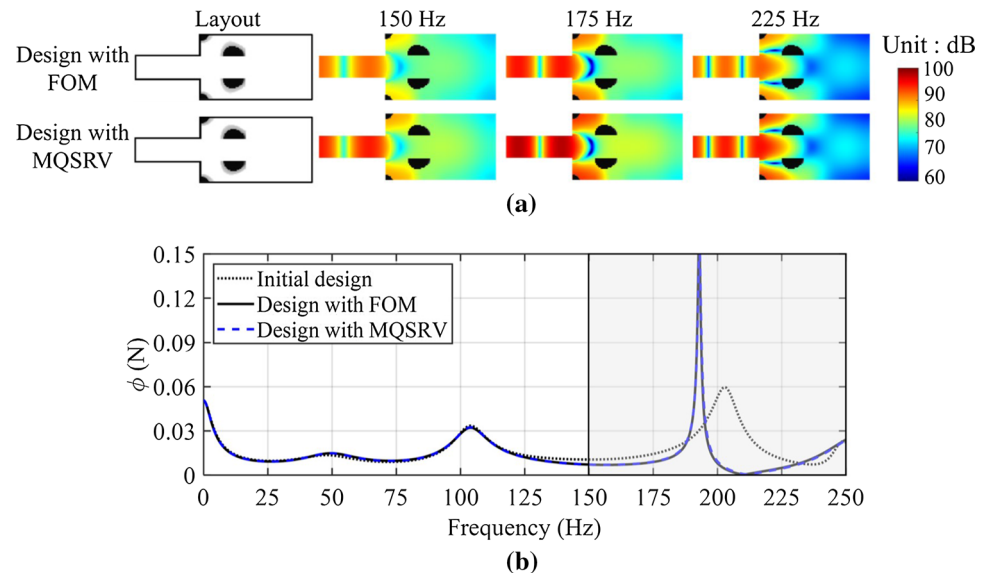 (a)
Layout 150 Hz 175 Hz 225 Hz
Design with
FOM
Design with
MQSRV
Unit : dB
100
90
80
70
60
(b)
ϕ (N)
0.15
0.12
0.09
0.06
0.03
0
Initial design
Design with FOM
Design with MQSRV
0 25 50 75 100 125 150 175 200 225 250
Frequency (Hz)